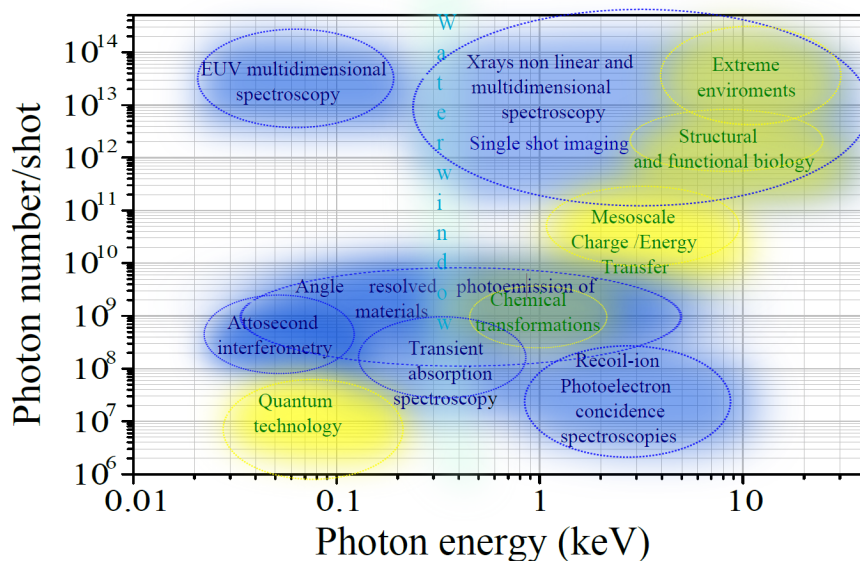 Photon number/shot
10^14
10^13
10^12
10^11
10^10
10^9
10^8
10^7
10^6
0.01
0.1
1
10
Photon energy (keV)
Water window
EUV multidimensional
spectroscopy
Xrays non linear and
multidimensional
spectroscopy
Single shot imaging
Extreme
enviroments
Structural
and functional biology
Mesoscale
Charge /Energy
Transfer
Angle resolved photoemission of
materials
Chemical
transformations
Attosecond
interferometry
Transient
absorption
spectroscopy
Recoil-ion
Photoelectron
concidence
spectroscopies
Quantum
technology